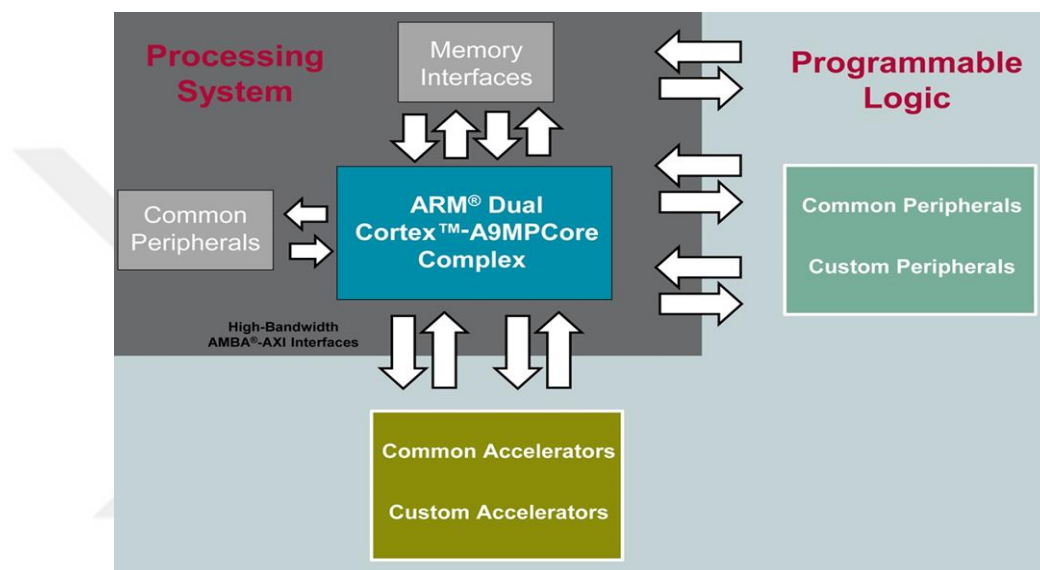 Processing
System
Memory
Interfaces
Programmable
Logic
Common
Peripherals
ARM® Dual
Cortex™-A9MPCore
Complex
Common Peripherals
Custom Peripherals
High-Bandwidth
AMBA®-AXI Interfaces
Common Accelerators
Custom Accelerators